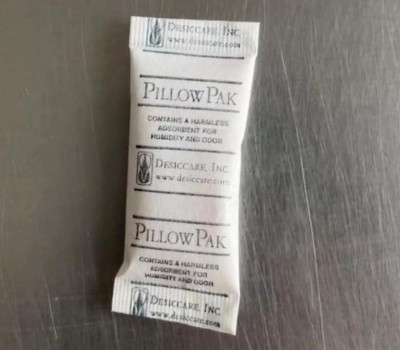 DESICCARE, INC.
www.desiccare.com
PILLOWPAK
CONTAINS A HARMLESS
ADSORBENT FOR
HUMIDITY AND ODOR
DESICCARE, INC.
www.desiccare.com
PILLOWPAK
CONTAINS A HARMLESS
ADSORBENT FOR
HUMIDITY AND ODOR
DESICCARE, INC.
www.desiccare.com